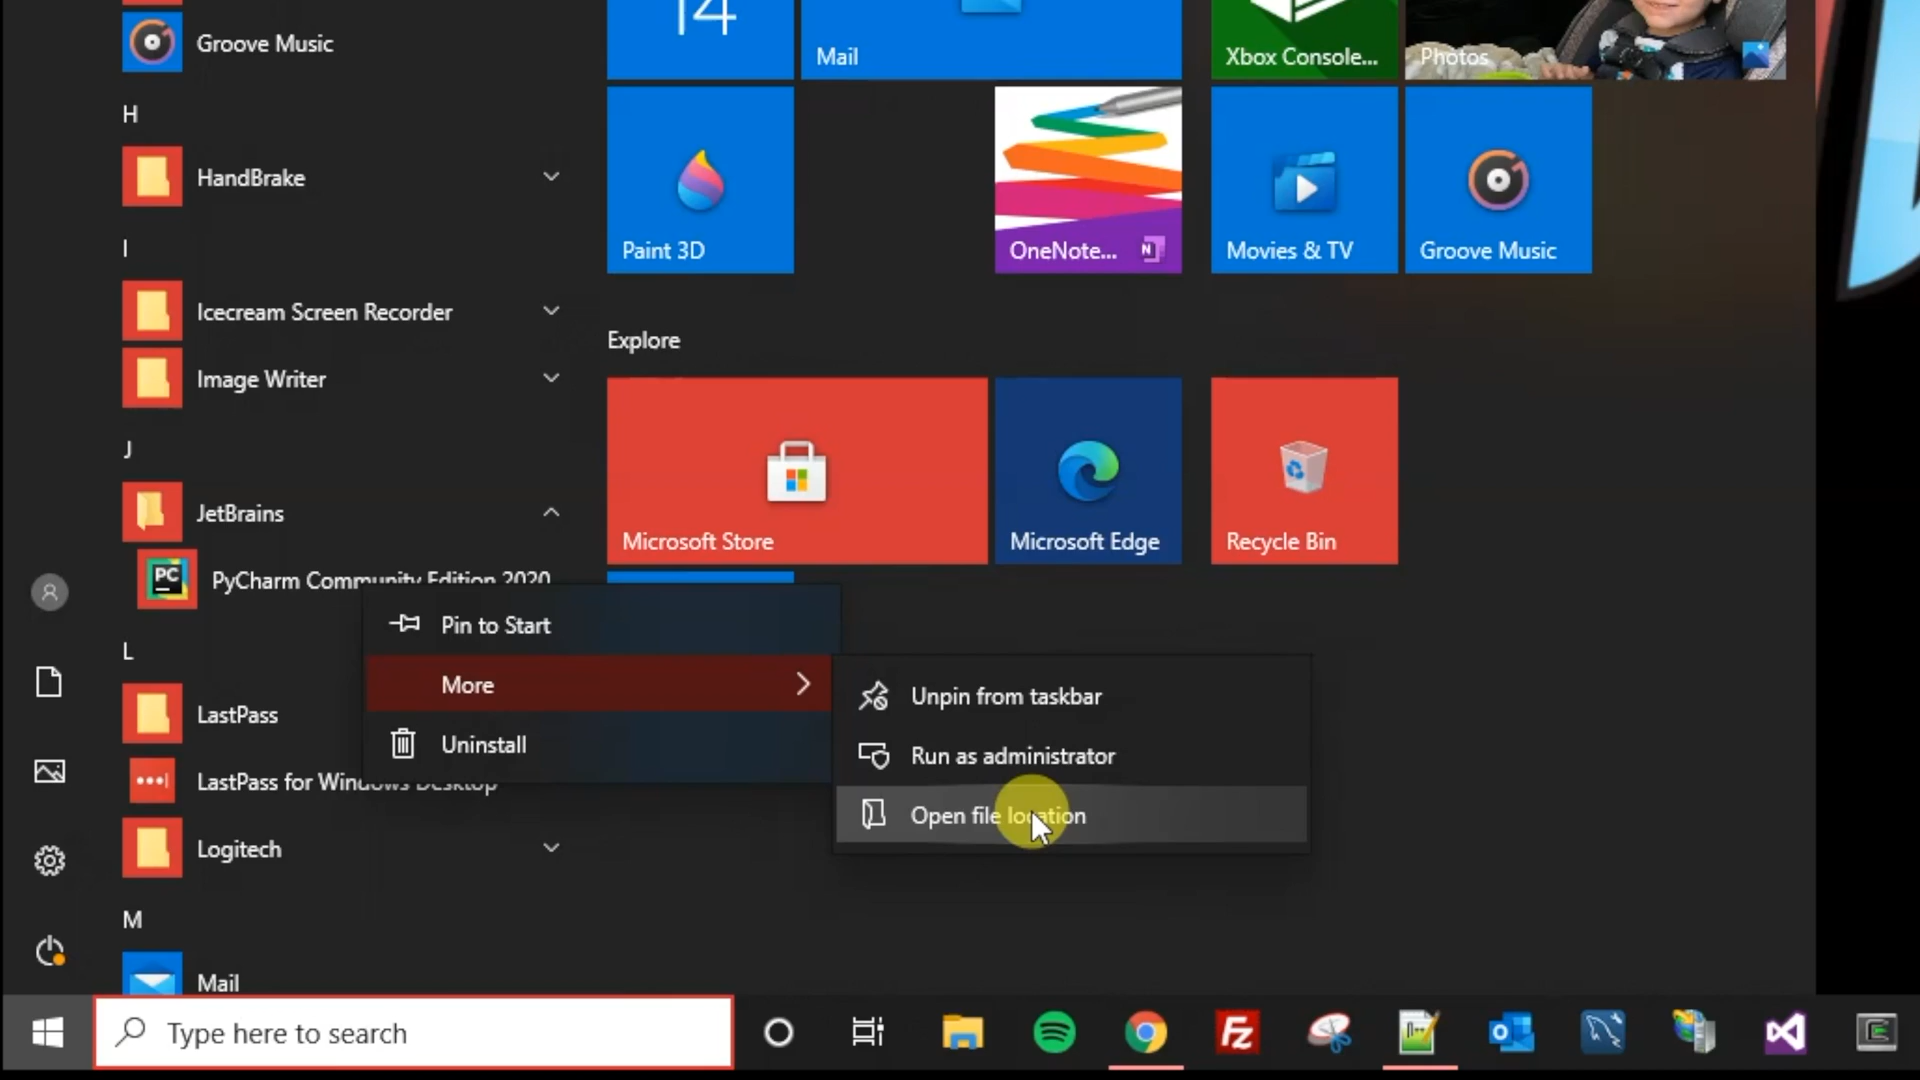 Groove Music
H
HandBrake
I
Icecream Screen Recorder
Image Writer
J
JetBrains
PC
PyCharm Community Edition 2020
L
LastPass
LastPass for Windows Desktop
Logitech
M
Mail
14
Mail
Xbox Console...
Photos
Paint 3D
OneNote...
N
Movies & TV
Groove Music
Explore
Microsoft Store
Microsoft Edge
Recycle Bin
Pin to Start
More
Uninstall
Unpin from taskbar
Run as administrator
Open file location
Type here to search
Fz